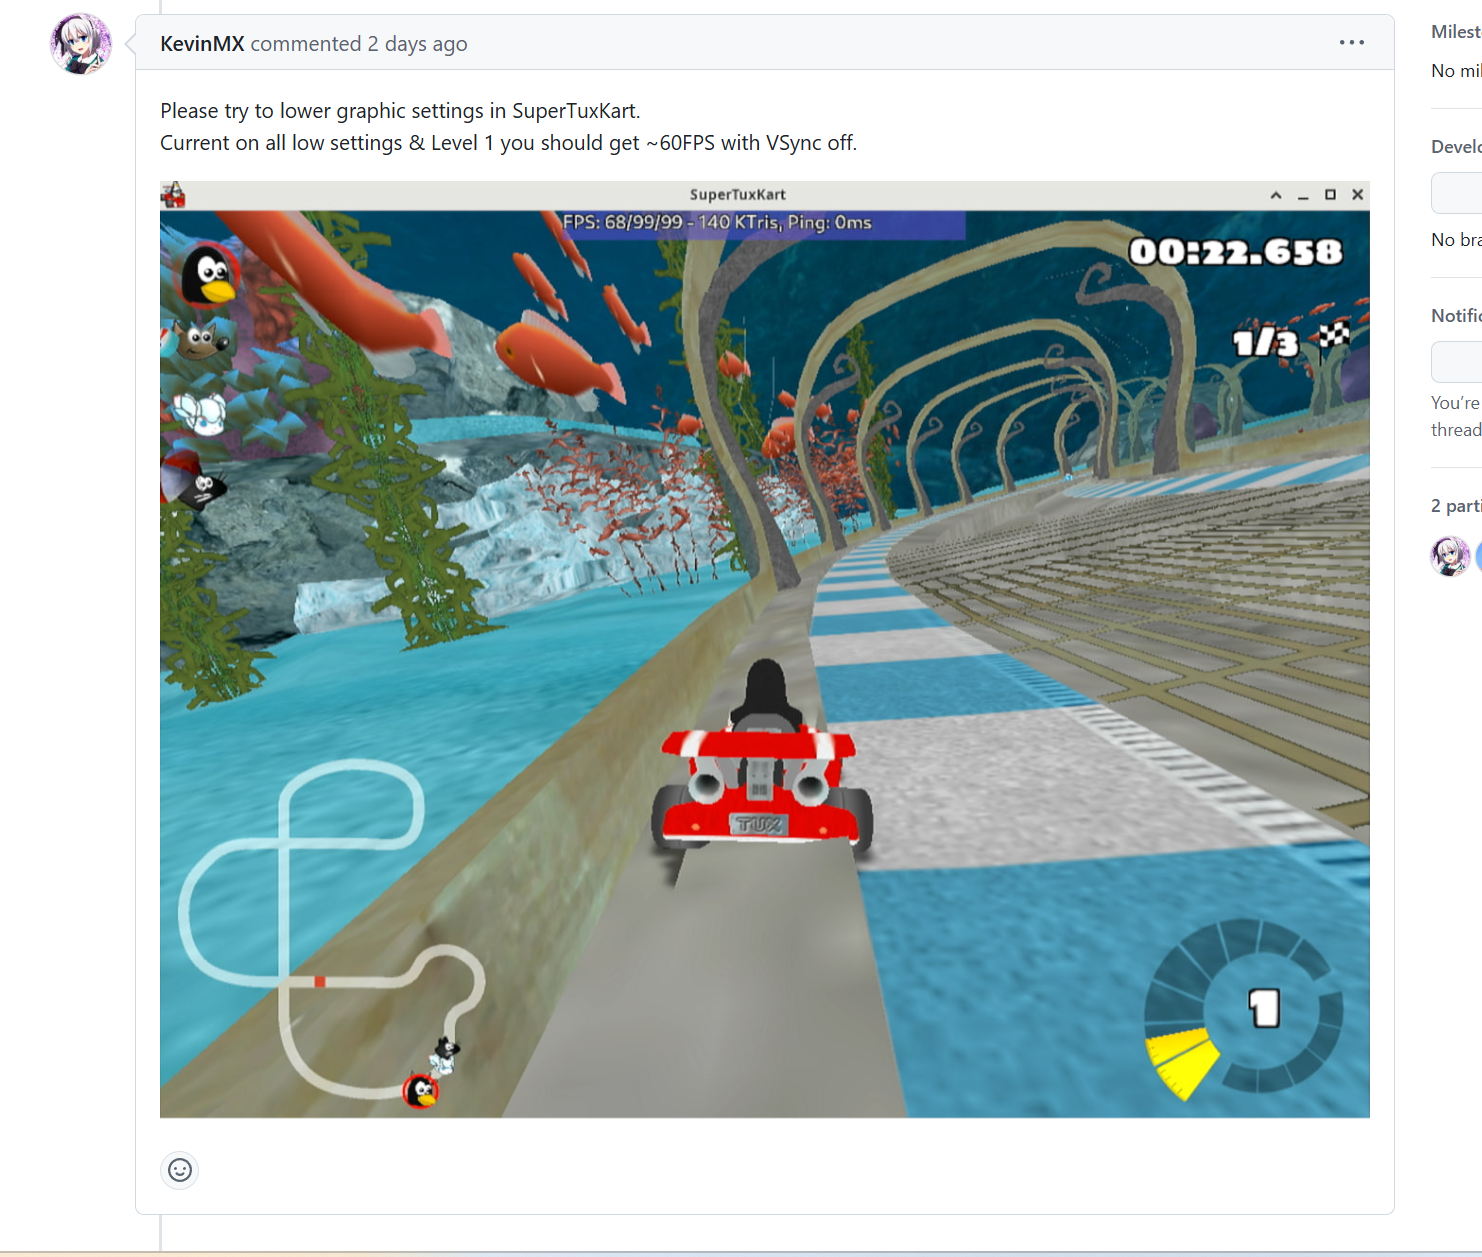 KevinMX commented 2 days ago
Please try to lower graphic settings in SuperTuxKart.
Current on all low settings & Level 1 you should get ~60FPS with VSync off.
SuperTuxKart
FPS: 68/99/99 - 140 KTris, Ping: 0ms
00:22.658
1/3
TUX
1
Milest
No mil
Develo
No bra
Notific
You're
thread
2 parti